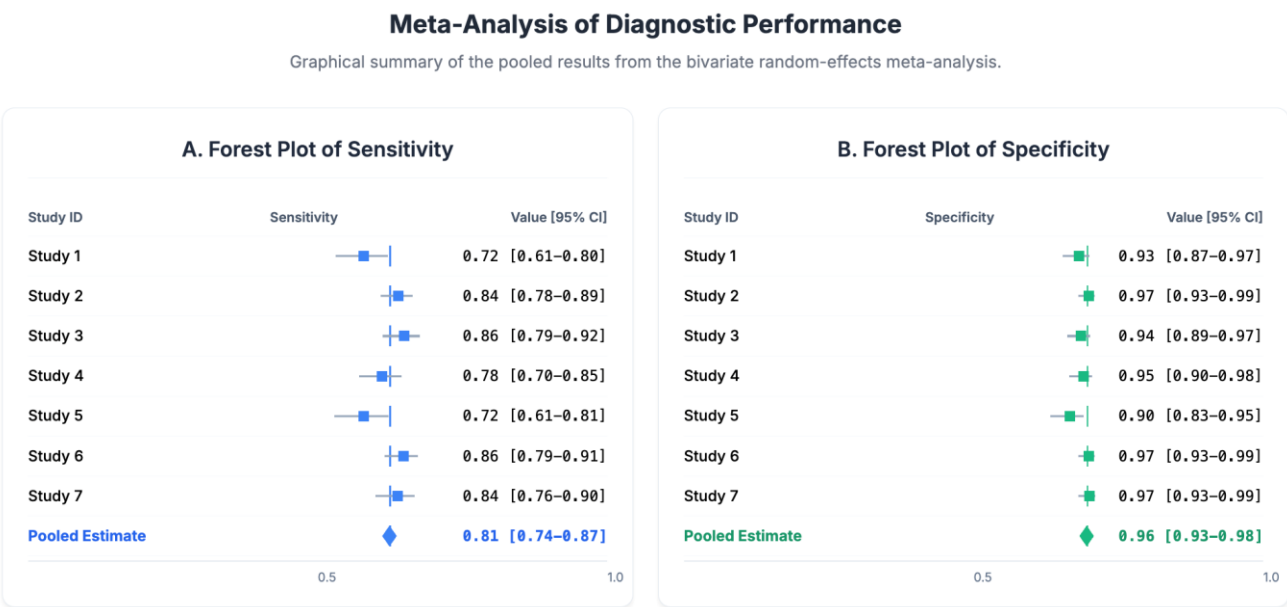 Meta-Analysis of Diagnostic Performance
Graphical summary of the pooled results from the bivariate random-effects meta-analysis.
A. Forest Plot of Sensitivity
Study ID Sensitivity Value [95% CI]
Study 1 0.72 [0.61–0.80]
Study 2 0.84 [0.78–0.89]
Study 3 0.86 [0.79–0.92]
Study 4 0.78 [0.70–0.85]
Study 5 0.72 [0.61–0.81]
Study 6 0.86 [0.79–0.91]
Study 7 0.84 [0.76–0.90]
Pooled Estimate 0.81 [0.74–0.87]
0.5 1.0
B. Forest Plot of Specificity
Study ID Specificity Value [95% CI]
Study 1 0.93 [0.87–0.97]
Study 2 0.97 [0.93–0.99]
Study 3 0.94 [0.89–0.97]
Study 4 0.95 [0.90–0.98]
Study 5 0.90 [0.83–0.95]
Study 6 0.97 [0.93–0.99]
Study 7 0.97 [0.93–0.99]
Pooled Estimate 0.96 [0.93–0.98]
0.5 1.0